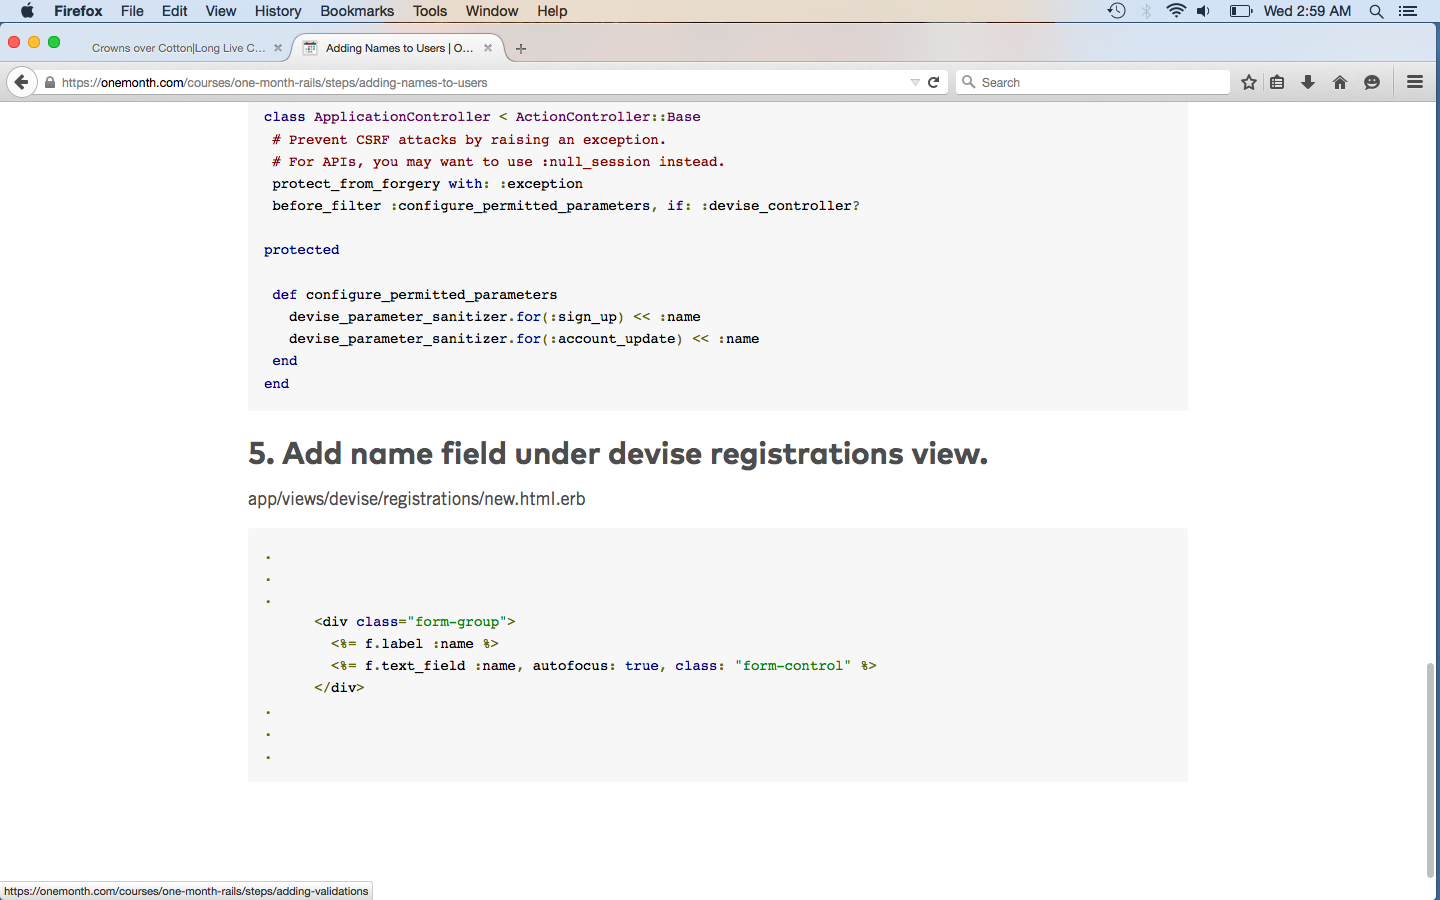 Firefox File Edit View History Bookmarks Tools Window Help Wed 2:59 AM
Crowns over Cotton|Long Live C... Adding Names to Users | O...
https://onemonth.com/courses/one-month-rails/steps/adding-names-to-users Search
class ApplicationController < ActionController::Base
# Prevent CSRF attacks by raising an exception.
# For APIs, you may want to use :null_session instead.
protect_from_forgery with: :exception
before_filter :configure_permitted_parameters, if: :devise_controller?
protected
def configure_permitted_parameters
devise_parameter_sanitizer.for(:sign_up) << :name
devise_parameter_sanitizer.for(:account_update) << :name
end
end
5. Add name field under devise registrations view.
app/views/devise/registrations/new.html.erb
.
.
.
<div class="form-group">
<%= f.label :name %>
<%= f.text_field :name, autofocus: true, class: "form-control" %>
</div>
.
.
.
https://onemonth.com/courses/one-month-rails/steps/adding-validations